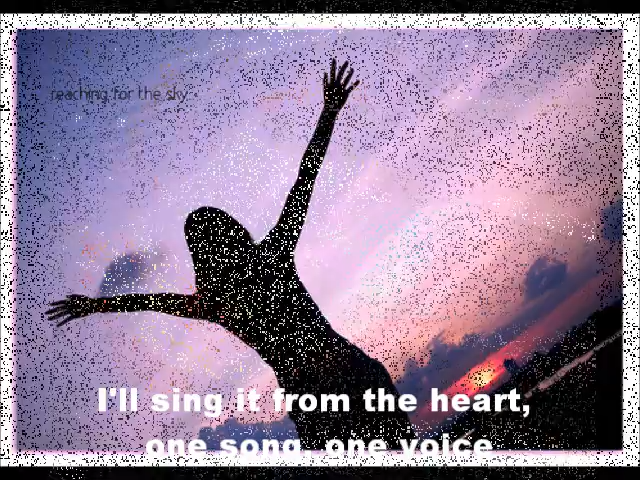 reaching for the sky
I'll sing it from the heart,
one song, one voice